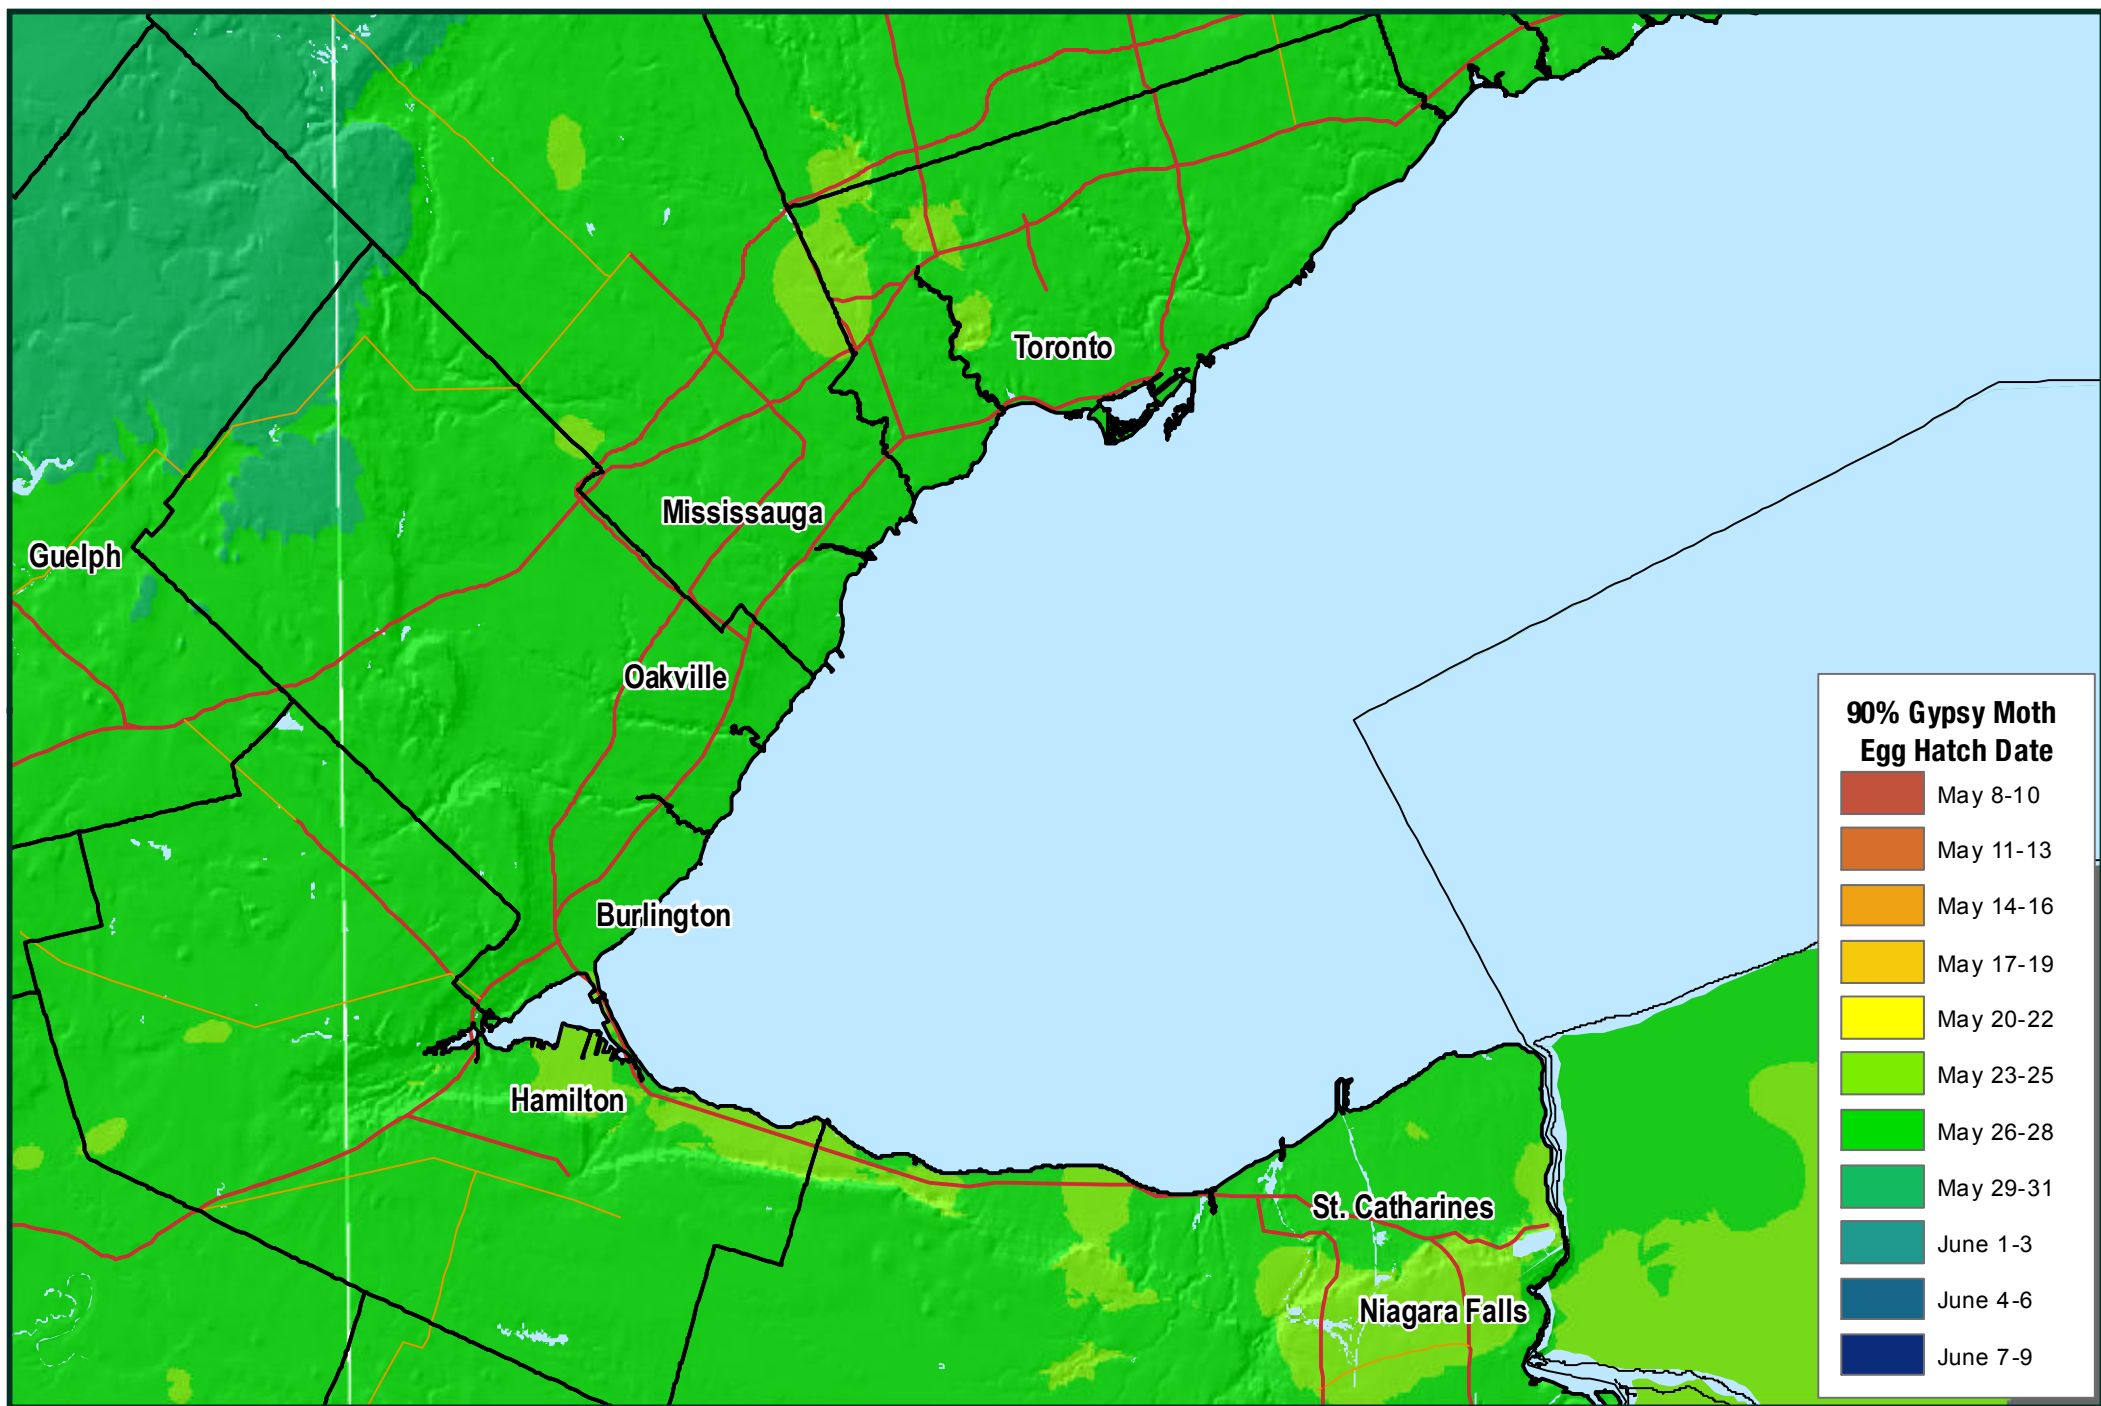 Toronto
Mississauga
Guelph
Oakville
Burlington
Hamilton
St. Catharines
Niagara Falls
90% Gypsy Moth
Egg Hatch Date
May 8-10
May 11-13
May 14-16
May 17-19
May 20-22
May 23-25
May 26-28
May 29-31
June 1-3
June 4-6
June 7-9